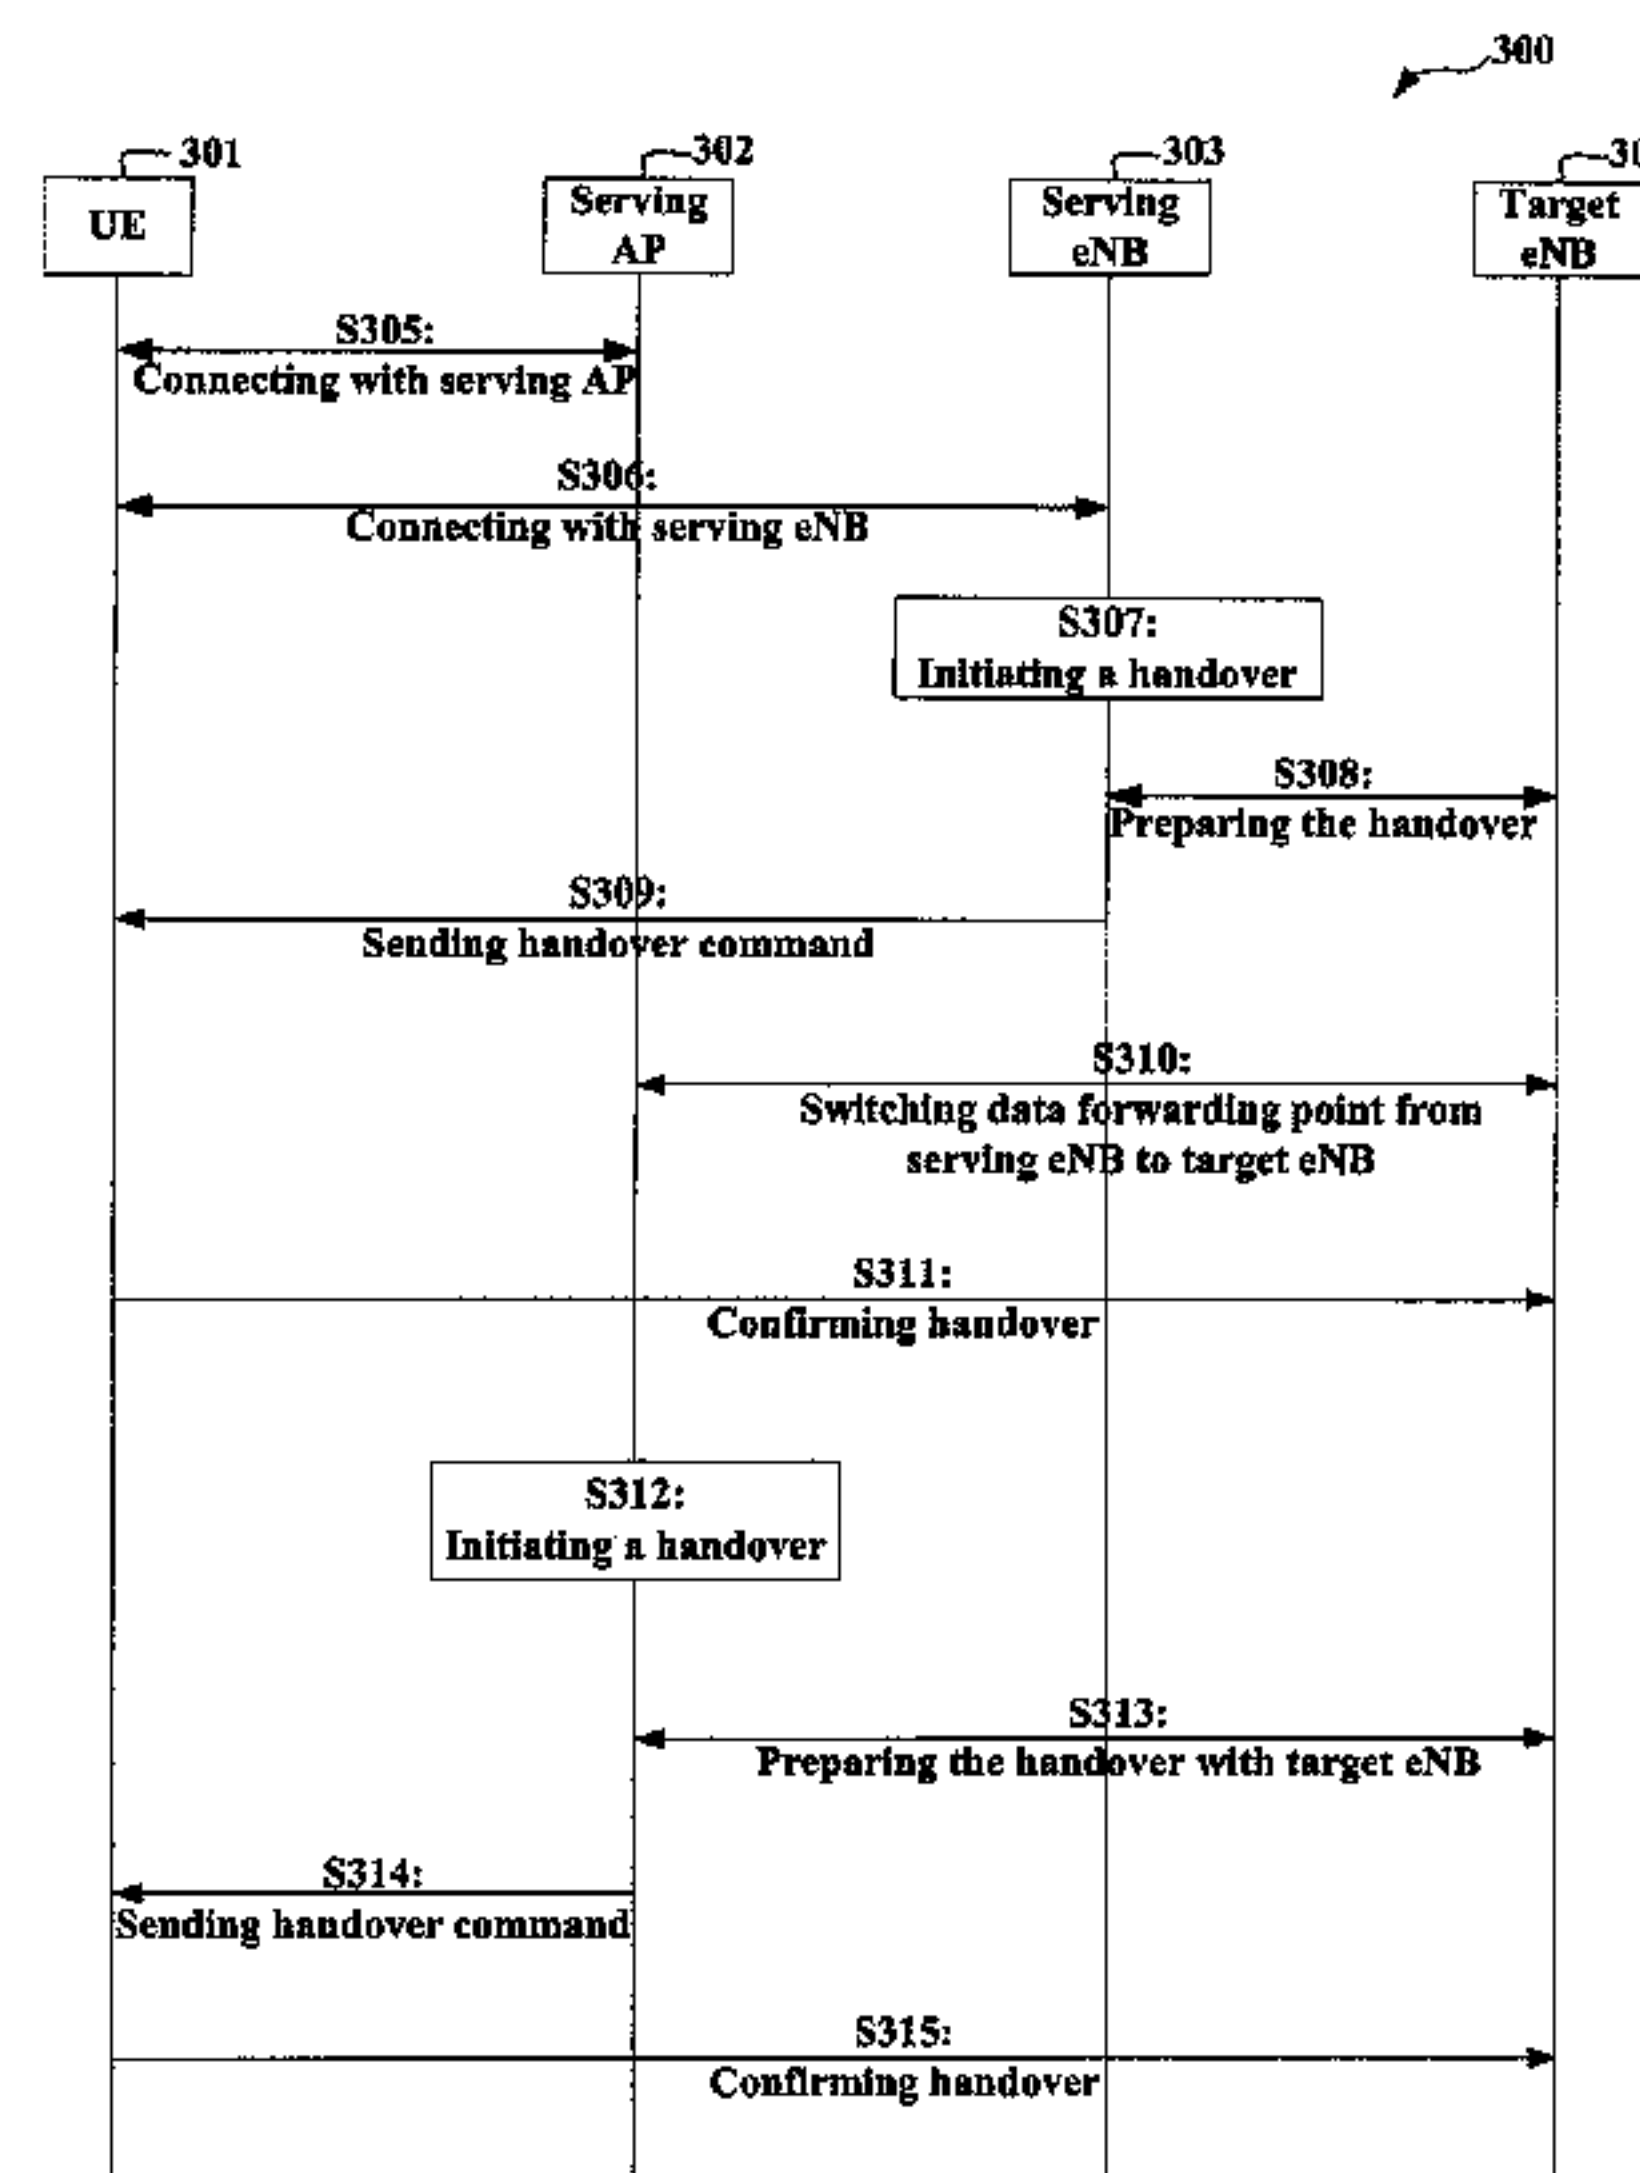 300
301
302
303
UE
Serving
AP
Serving
eNB
Target
eNB
S305:
Connecting with serving AP
S306:
Connecting with serving eNB
S307:
Initiating a handover
S308:
Preparing the handover
S309:
Sending handover command
S310:
Switching data forwarding point from
serving eNB to target eNB
S311:
Confirming handover
S312:
Initiating a handover
S313:
Preparing the handover with target eNB
S314:
Sending handover command
S315:
Confirming handover